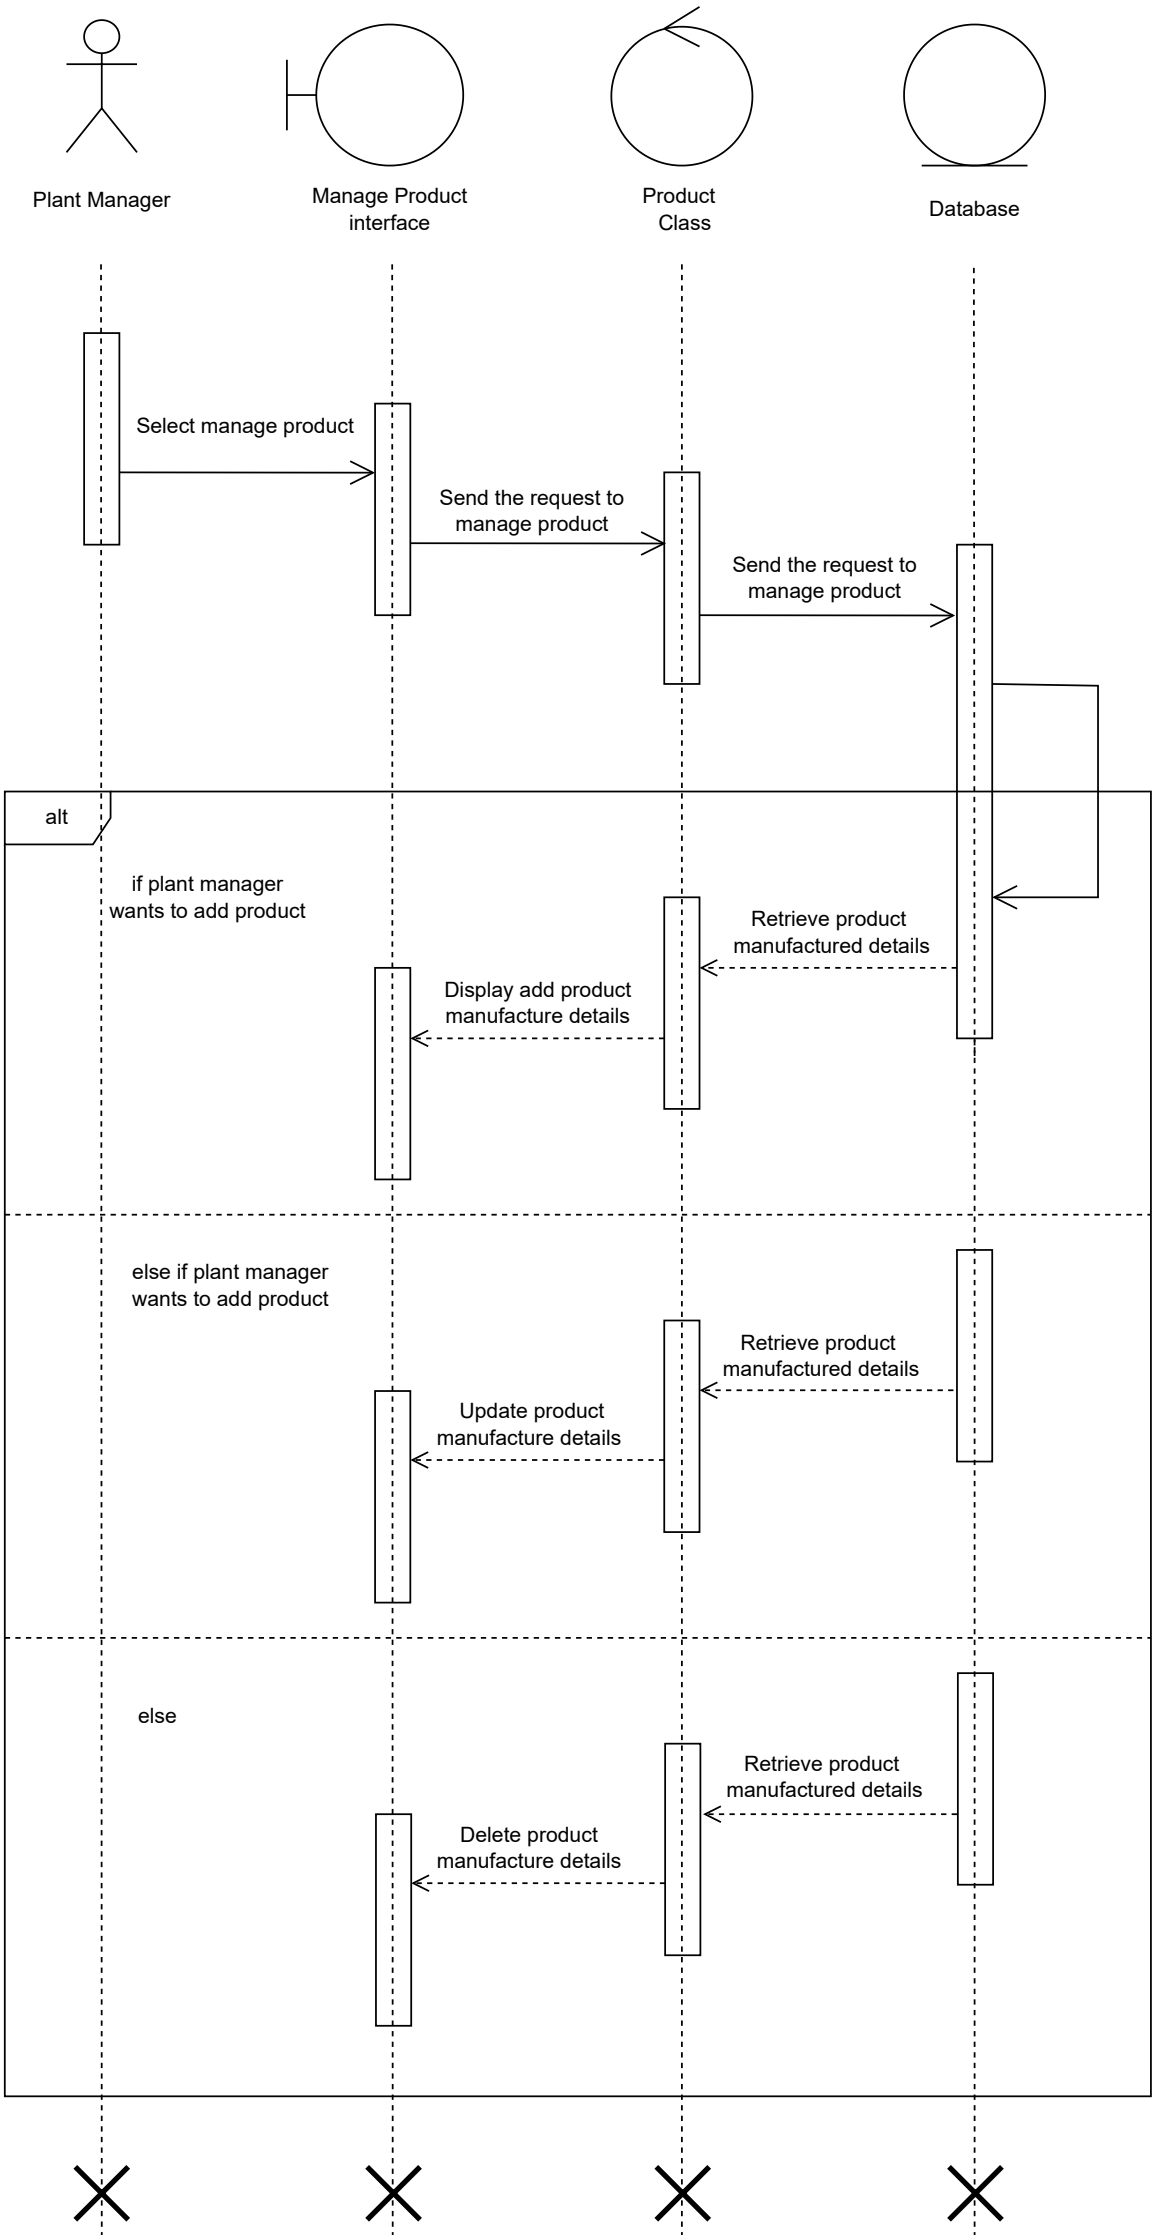 Plant Manager
Manage Product
interface
Product
Class
Database
Select manage product
Send the request to
manage product
Send the request to
manage product
alt
if plant manager
wants to add product
Retrieve product
manufactured details
Display add product
manufacture details
else if plant manager
wants to add product
Retrieve product
manufactured details
Update product
manufacture details
else
Retrieve product
manufactured details
Delete product
manufacture details